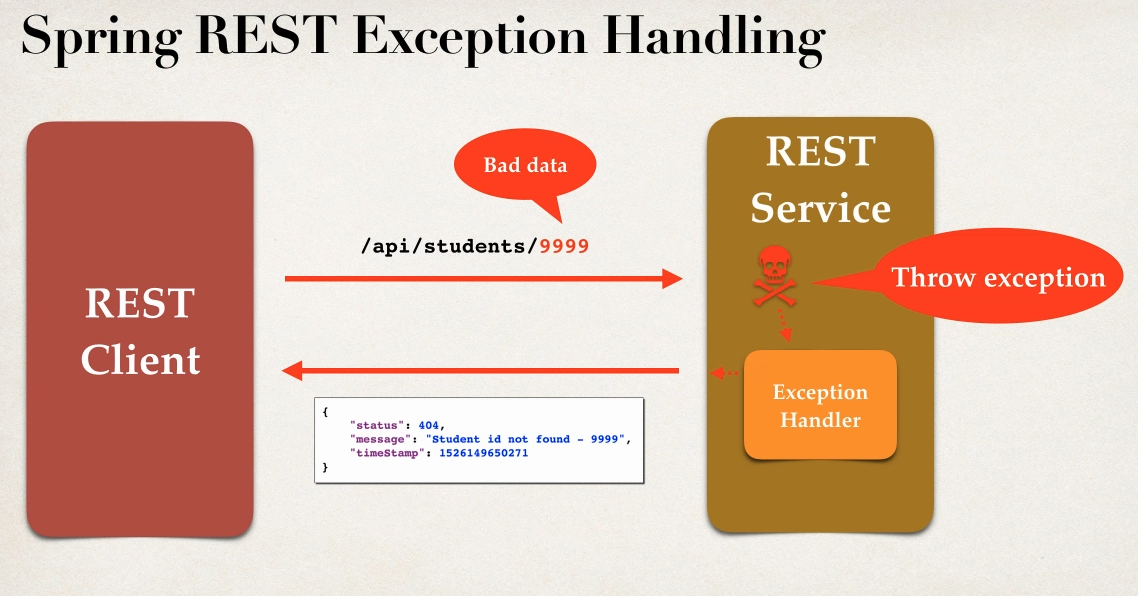 Spring REST Exception Handling
REST
Client
Bad data
/api/students/9999
REST
Service
Throw exception
Exception
Handler
{
"status": 404,
"message": "Student id not found - 9999",
"timeStamp": 1526149650271
}